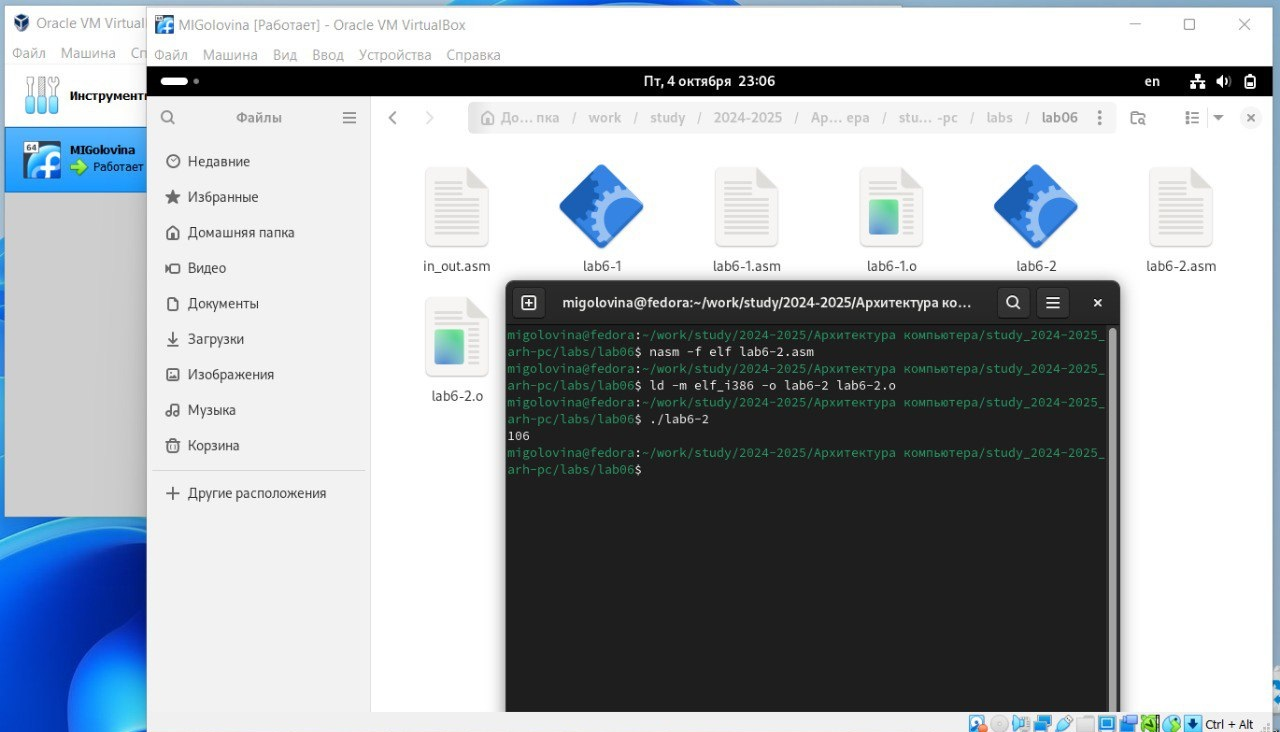 Oracle VM Virtual
Файл Машина Сп
Инструмент
64
MIGolovina
Работает
MIGolovina [Работает] - Oracle VM VirtualBox
Файл Машина Вид Ввод Устройства Справка
Пт, 4 октября 23:06
en
Файлы
До… пка / work / study / 2024-2025 / Ар… ера / stu… -pc / labs / lab06
Недавние
Избранные
Домашняя папка
Видео
Документы
Загрузки
Изображения
Музыка
Корзина
Другие расположения
in_out.asm
lab6-1
lab6-1.asm
lab6-1.o
lab6-2
lab6-2.asm
lab6-2.o
migolovina@fedora:~/work/study/2024-2025/Архитектура ко…
migolovina@fedora:~/work/study/2024-2025/Архитектура компьютера/study_2024-2025_
arh-pc/labs/lab06$ nasm -f elf lab6-2.asm
migolovina@fedora:~/work/study/2024-2025/Архитектура компьютера/study_2024-2025_
arh-pc/labs/lab06$ ld -m elf_i386 -o lab6-2 lab6-2.o
migolovina@fedora:~/work/study/2024-2025/Архитектура компьютера/study_2024-2025_
arh-pc/labs/lab06$ ./lab6-2
106
migolovina@fedora:~/work/study/2024-2025/Архитектура компьютера/study_2024-2025_
arh-pc/labs/lab06$
Ctrl + Alt